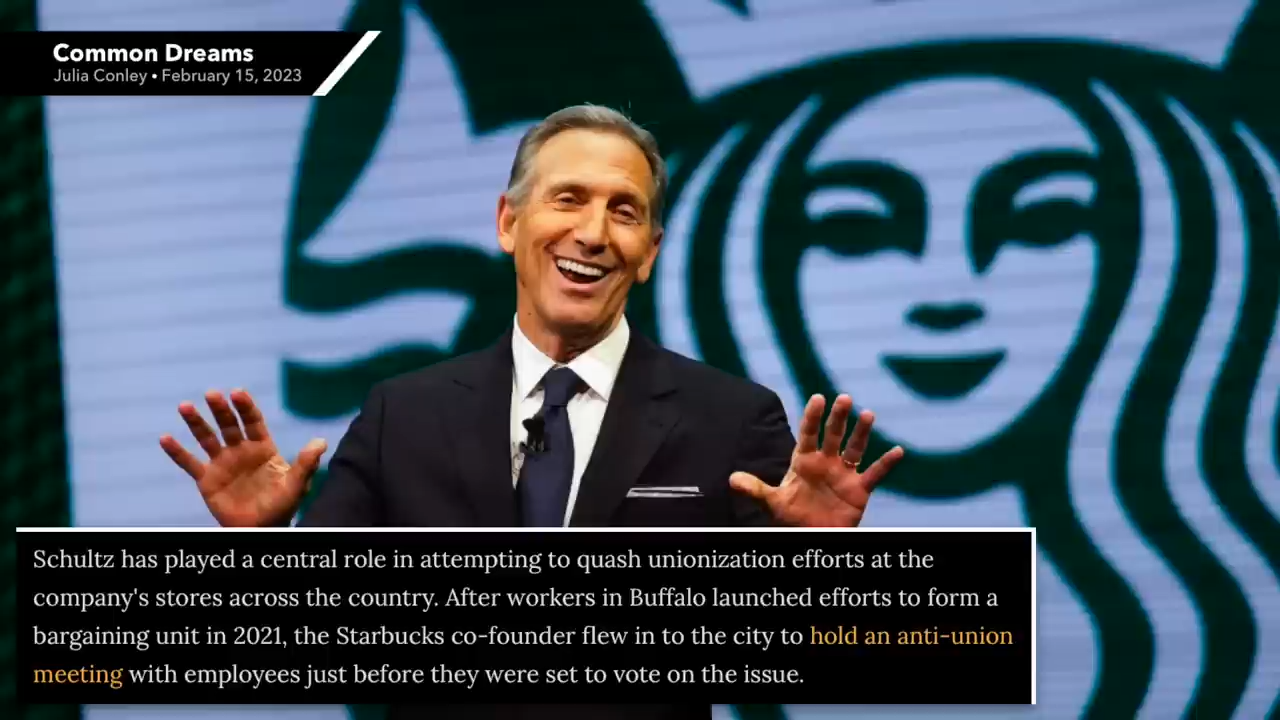 Common Dreams
Julia Conley • February 15, 2023
Schultz has played a central role in attempting to quash unionization efforts at the
company's stores across the country. After workers in Buffalo launched efforts to form a
bargaining unit in 2021, the Starbucks co-founder flew in to the city to hold an anti-union
meeting with employees just before they were set to vote on the issue.